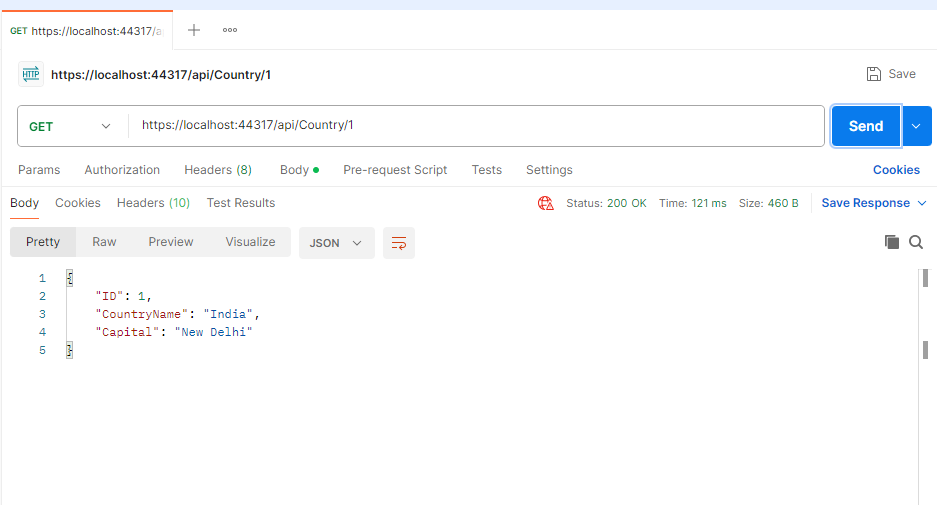 GET https://localhost:44317/a
HTTP https://localhost:44317/api/Country/1 Save
GET https://localhost:44317/api/Country/1 Send
Params Authorization Headers (8) Body Pre-request Script Tests Settings Cookies
Body Cookies Headers (10) Test Results Status: 200 OK Time: 121 ms Size: 460 B Save Response
Pretty Raw Preview Visualize JSON
1 {
2 "ID": 1,
3 "CountryName": "India",
4 "Capital": "New Delhi"
5 }